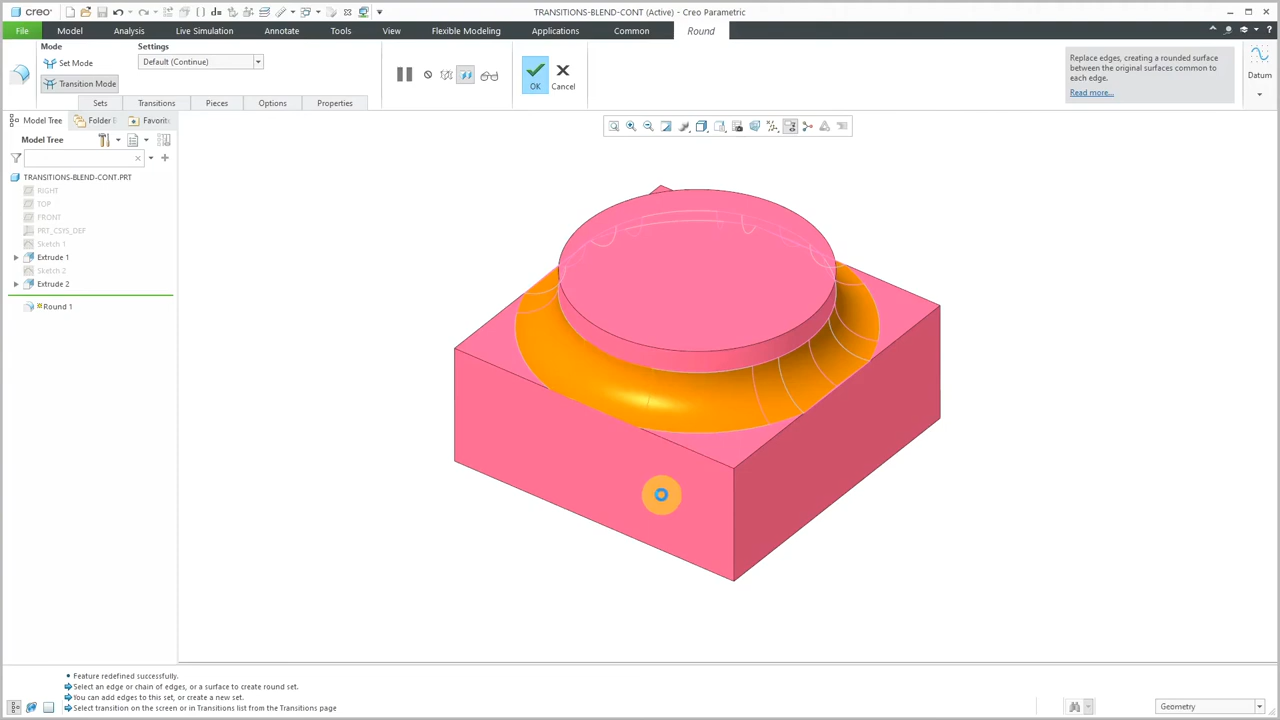 creo
TRANSITIONS-BLEND-CONT (Active) - Creo Parametric
File Model Analysis Live Simulation Annotate Tools View Flexible Modeling Applications Common Round
Mode
Set Mode
Transition Mode
Settings
Default (Continue)
OK
Cancel
Replace edges, creating a rounded surface
between the original surfaces common to
each edge.
Read more...
Datum
Sets Transitions Pieces Options Properties
Model Tree Folder Favorit
Model Tree
TRANSITIONS-BLEND-CONT.PRT
RIGHT
TOP
FRONT
PRT_CSYS_DEF
Sketch 1
Extrude 1
Sketch 2
Extrude 2
Round 1
Feature redefined successfully.
Select an edge or chain of edges, or a surface to create round set.
You can add edges to this set, or create a new set.
Select transition on the screen or in Transitions list from the Transitions page
Geometry